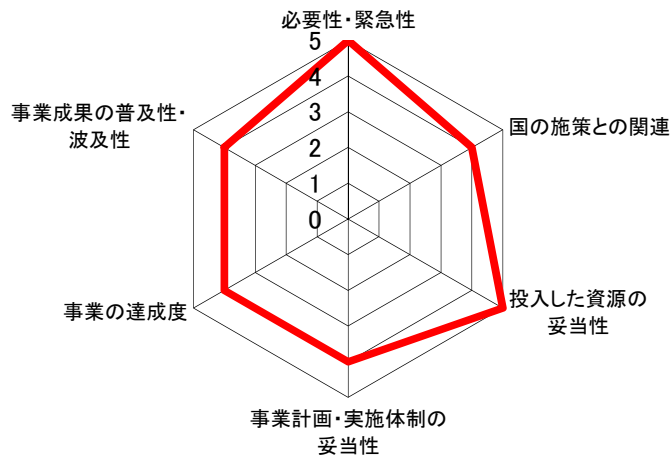 必要性・緊急性
5
4
3
2
1
0
国の施策との関連
投入した資源の
妥当性
事業計画・実施体制の
妥当性
事業の達成度
事業成果の普及性・
波及性